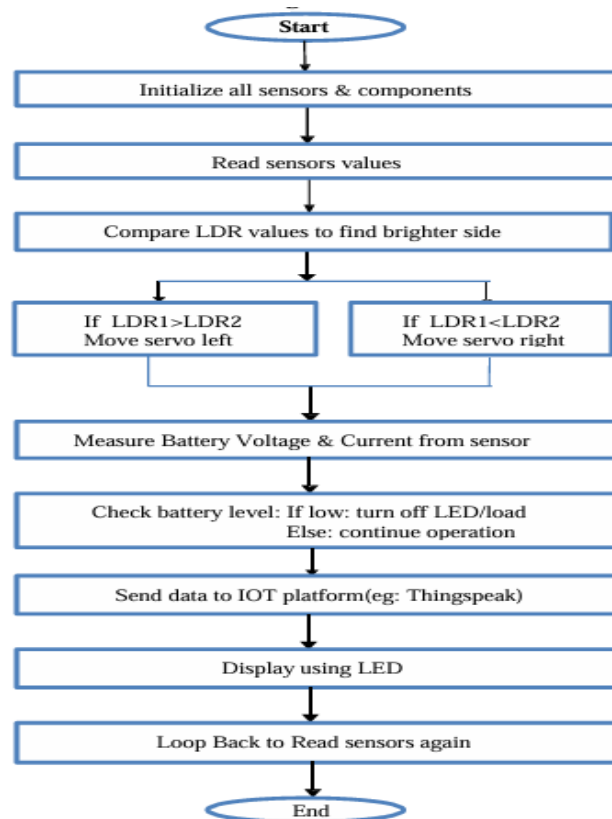 Start
Initialize all sensors & components
Read sensors values
Compare LDR values to find brighter side
If LDR1>LDR2
Move servo left
If LDR1<LDR2
Move servo right
Measure Battery Voltage & Current from sensor
Check battery level: If low: turn off LED/load
Else: continue operation
Send data to IOT platform(eg: Thingspeak)
Display using LED
Loop Back to Read sensors again
End